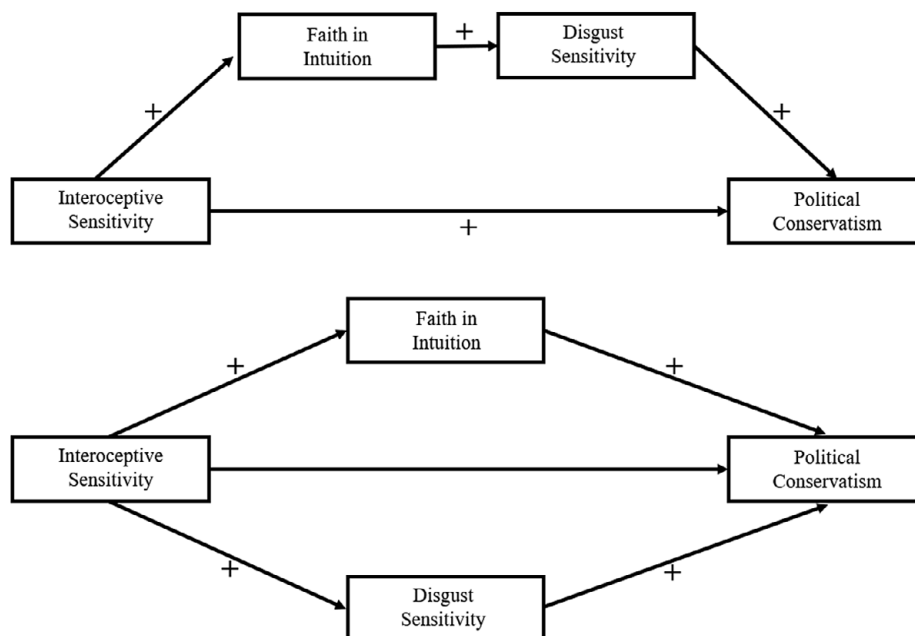 Faith in
Intuition
+
Disgust
Sensitivity
+
+
Interoceptive
Sensitivity
+
Political
Conservatism
Faith in
Intuition
+
+
Interoceptive
Sensitivity
Political
Conservatism
+
+
Disgust
Sensitivity